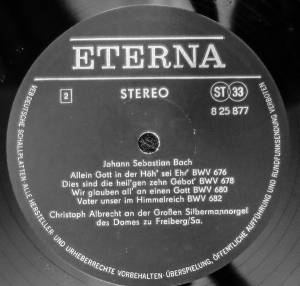 ETERNA
2
STEREO
ST 33
8 25 877
Johann Sebastian Bach
Allein Gott in der Höh' sei Ehr' BWV 676
Dies sind die heil'gen zehn Gebot' BWV 678
Wir glauben all' an einen Gott BWV 680
Vater unser im Himmelreich BWV 682
Christoph Albrecht an der Großen Silbermannorgel
des Domes zu Freiberg/Sa.
VEB DEUTSCHE SCHALLPLATTEN · ALLE HERSTELLER- UND URHEBERRECHTE VORBEHALTEN · ÜBERSPIELUNG, ÖFFENTLICHE AUFFÜHRUNG UND RUNDFUNKSENDUNG VERBOTEN